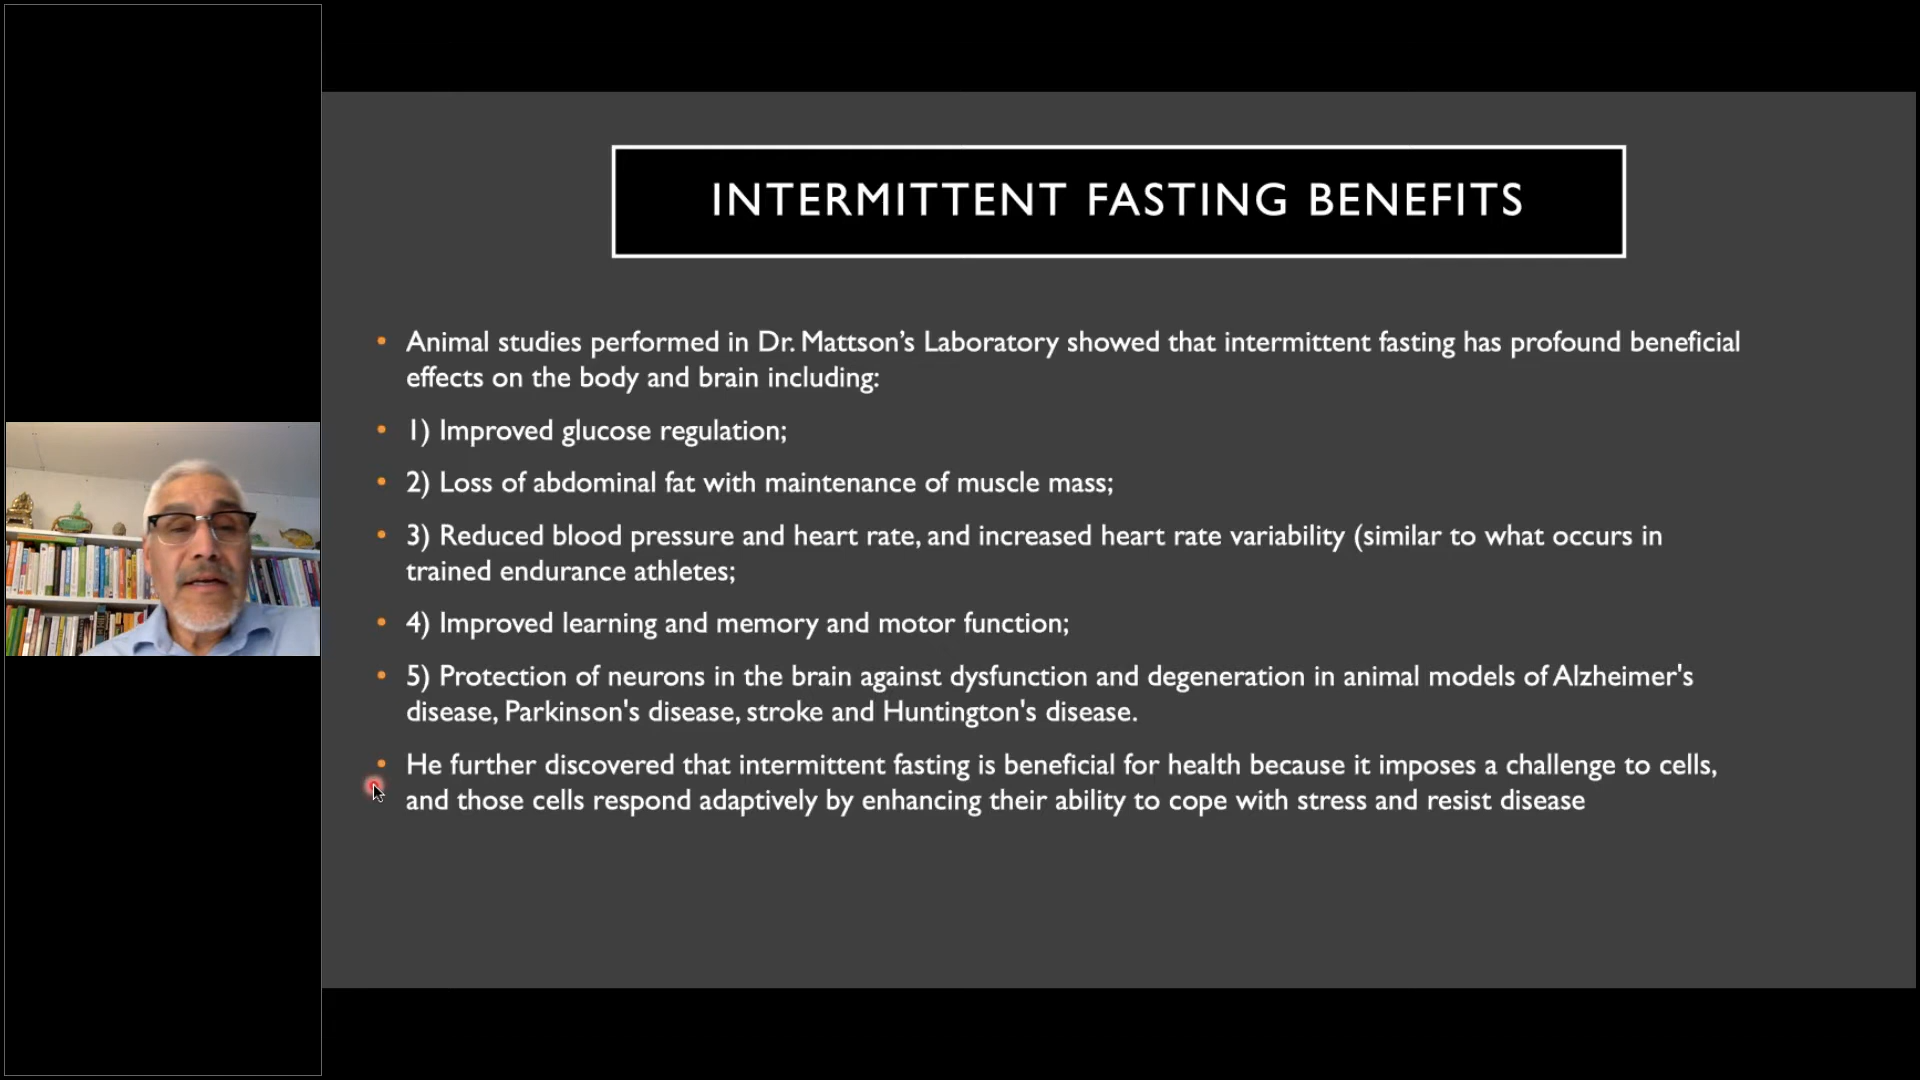 INTERMITTENT FASTING BENEFITS
• Animal studies performed in Dr. Mattson’s Laboratory showed that intermittent fasting has profound beneficial
effects on the body and brain including:
• 1) Improved glucose regulation;
• 2) Loss of abdominal fat with maintenance of muscle mass;
• 3) Reduced blood pressure and heart rate, and increased heart rate variability (similar to what occurs in
trained endurance athletes;
• 4) Improved learning and memory and motor function;
• 5) Protection of neurons in the brain against dysfunction and degeneration in animal models of Alzheimer's
disease, Parkinson's disease, stroke and Huntington's disease.
• He further discovered that intermittent fasting is beneficial for health because it imposes a challenge to cells,
and those cells respond adaptively by enhancing their ability to cope with stress and resist disease